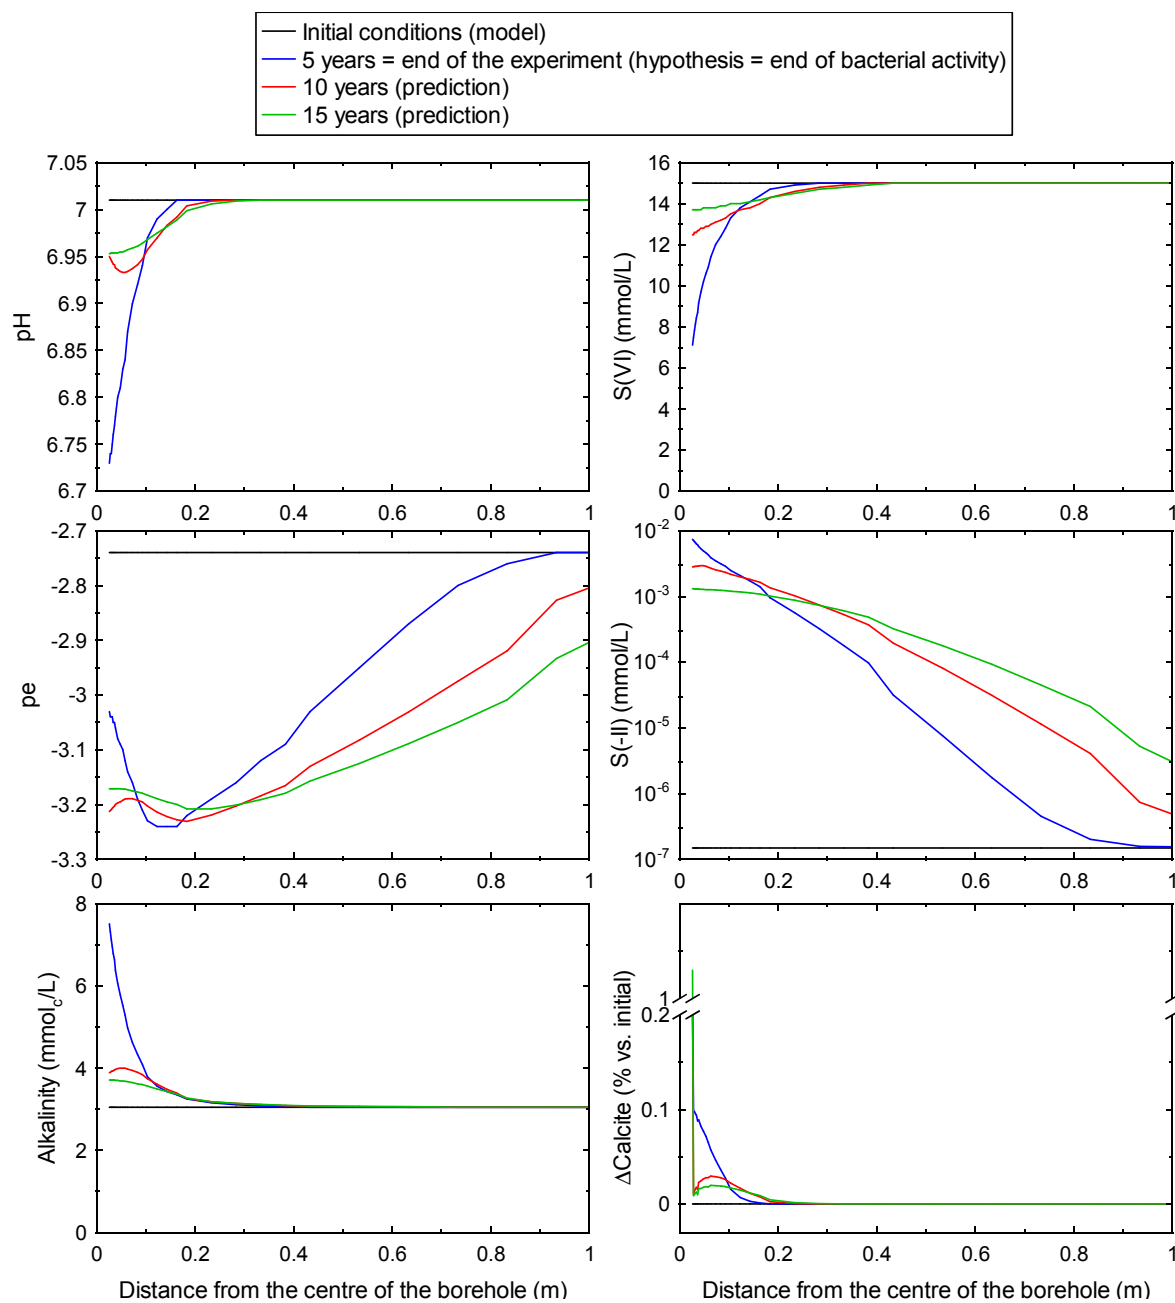 Initial conditions (model)
5 years = end of the experiment (hypothesis = end of bacterial activity)
10 years (prediction)
15 years (prediction)
7.05
7
6.95
6.9
6.85
6.8
6.75
6.7
pH
0 0.2 0.4 0.6 0.8 1
16
14
12
10
8
6
4
2
0
S(VI) (mmol/L)
0 0.2 0.4 0.6 0.8 1
-2.7
-2.8
-2.9
-3
-3.1
-3.2
-3.3
pe
0 0.2 0.4 0.6 0.8 1
10⁻²
10⁻³
10⁻⁴
10⁻⁵
10⁻⁶
10⁻⁷
S(-II) (mmol/L)
0 0.2 0.4 0.6 0.8 1
8
6
4
2
0
Alkalinity (mmol_c/L)
0 0.2 0.4 0.6 0.8 1
Distance from the centre of the borehole (m)
1
0.2
0.1
0
ΔCalcite (% vs. initial)
0 0.2 0.4 0.6 0.8 1
Distance from the centre of the borehole (m)